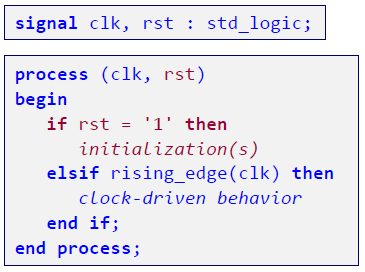 signal clk, rst : std_logic;
process (clk, rst)
begin
if rst = '1' then
initialization(s)
elsif rising_edge(clk) then
clock-driven behavior
end if;
end process;